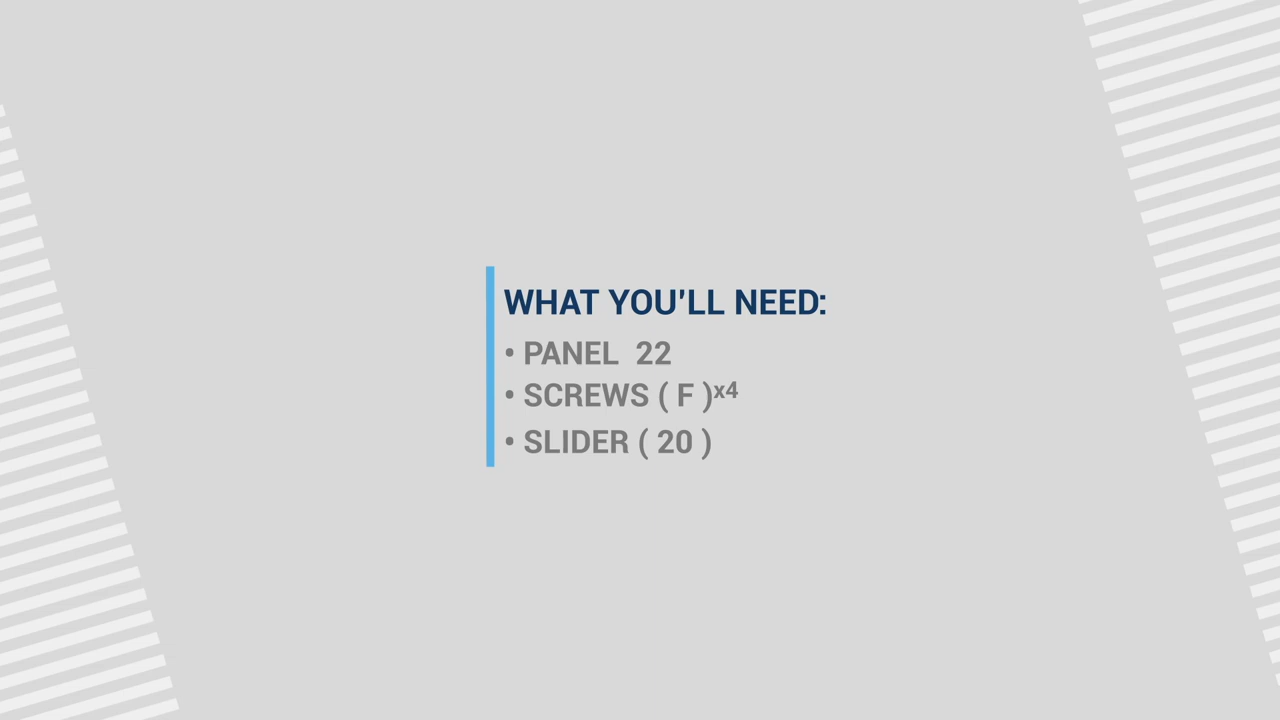 WHAT YOU'LL NEED:
• PANEL  22
• SCREWS ( F )x4
• SLIDER ( 20 )